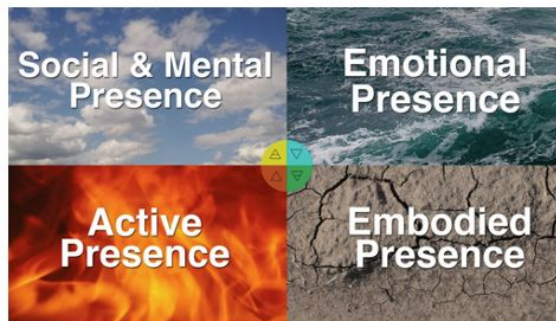 Social & Mental
Presence
Emotional
Presence
Active
Presence
Embodied
Presence